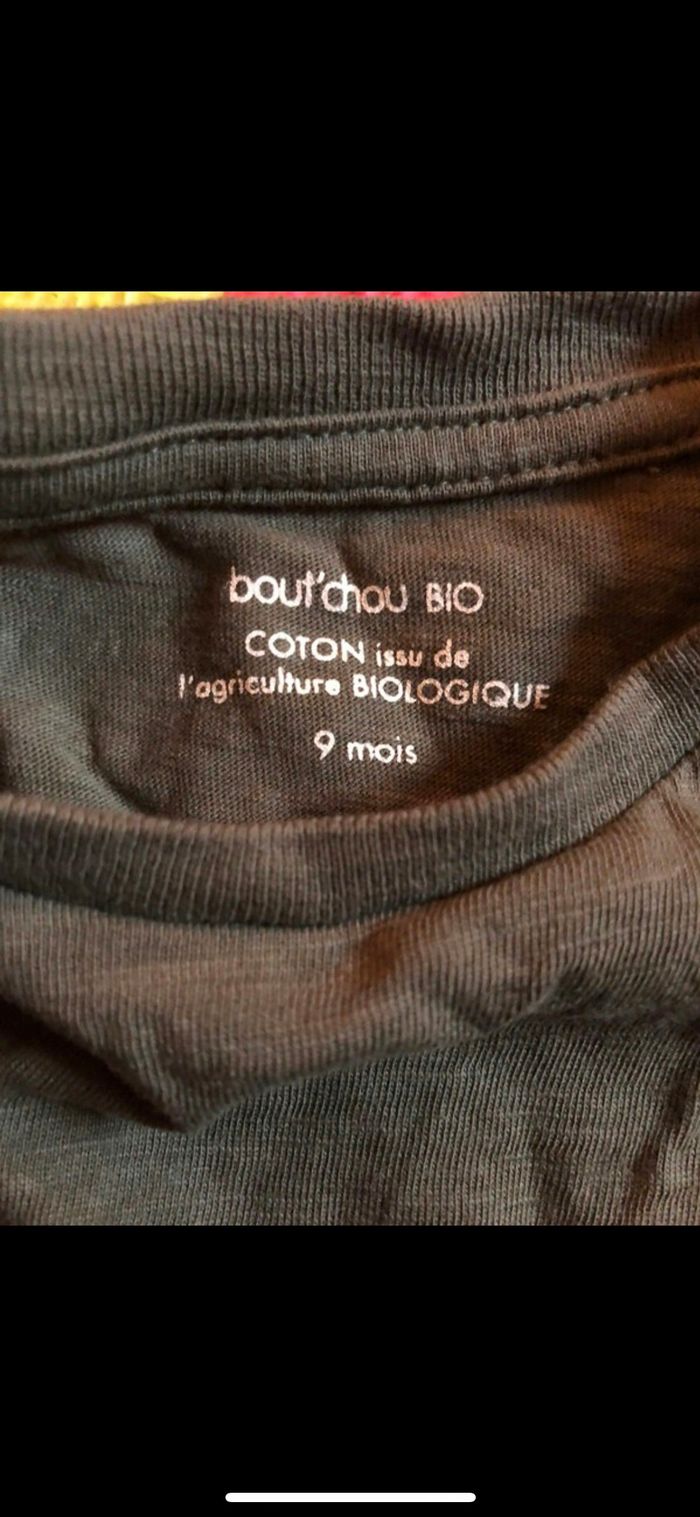 bout'chou BIO
COTON issu de
l'agriculture BIOLOGIQUE
9 mois